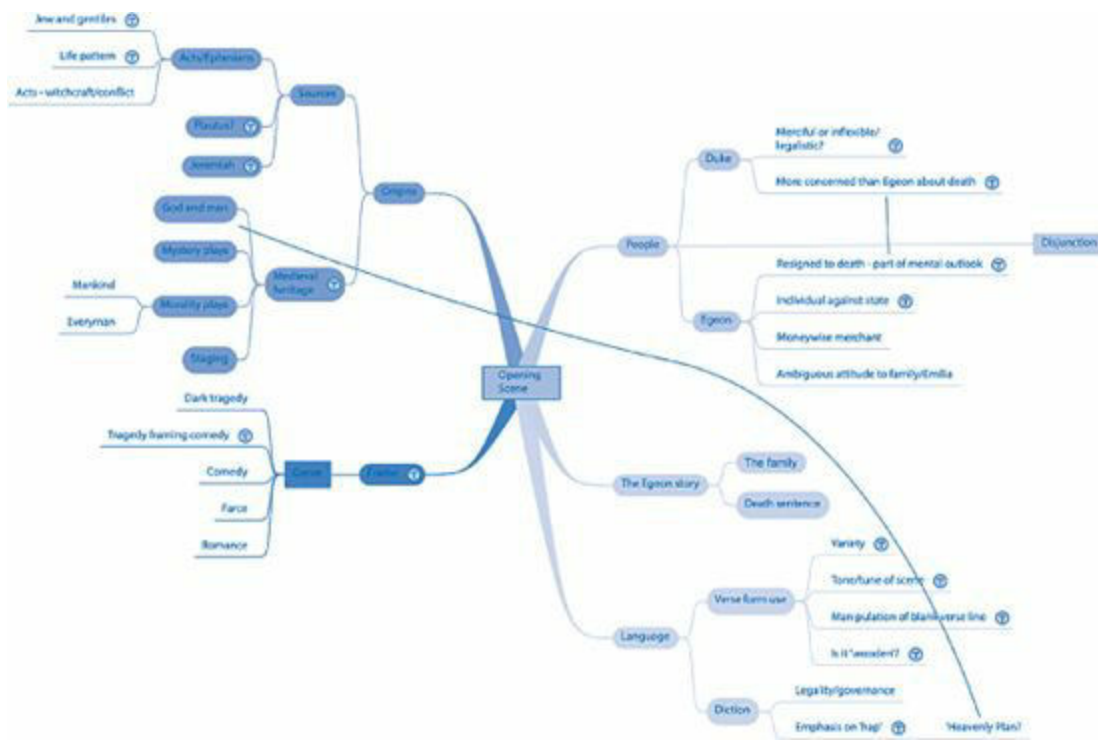 Jew and gentiles
Life pattern
Acts - witchcraft/conflict
Acts/Ephesians
Sources
Plautus?
Jeremiah
Origins
God and man
Mystery plays
Medieval
heritage
Mankind
Morality plays
Everyman
Staging
Dark tragedy
Tragedy framing comedy
Comedy
Farce
Romance
Genre
Opening
Scene
Merciful or inflexible/
legalistic?
Duke
More concerned than Egeon about death
People
Disjunction
Resigned to death - part of mental outlook
Individual against state
Egeon
Moneywise merchant
Ambiguous attitude to family/Emilia
The family
The Egeon story
Death sentence
Variety
Tone/tune of scene
Verse form use
Manipulation of blank verse line
Language
Is it 'wooden'?
Legality/governance
Diction
Emphasis on 'hap'
'Heavenly Plan?